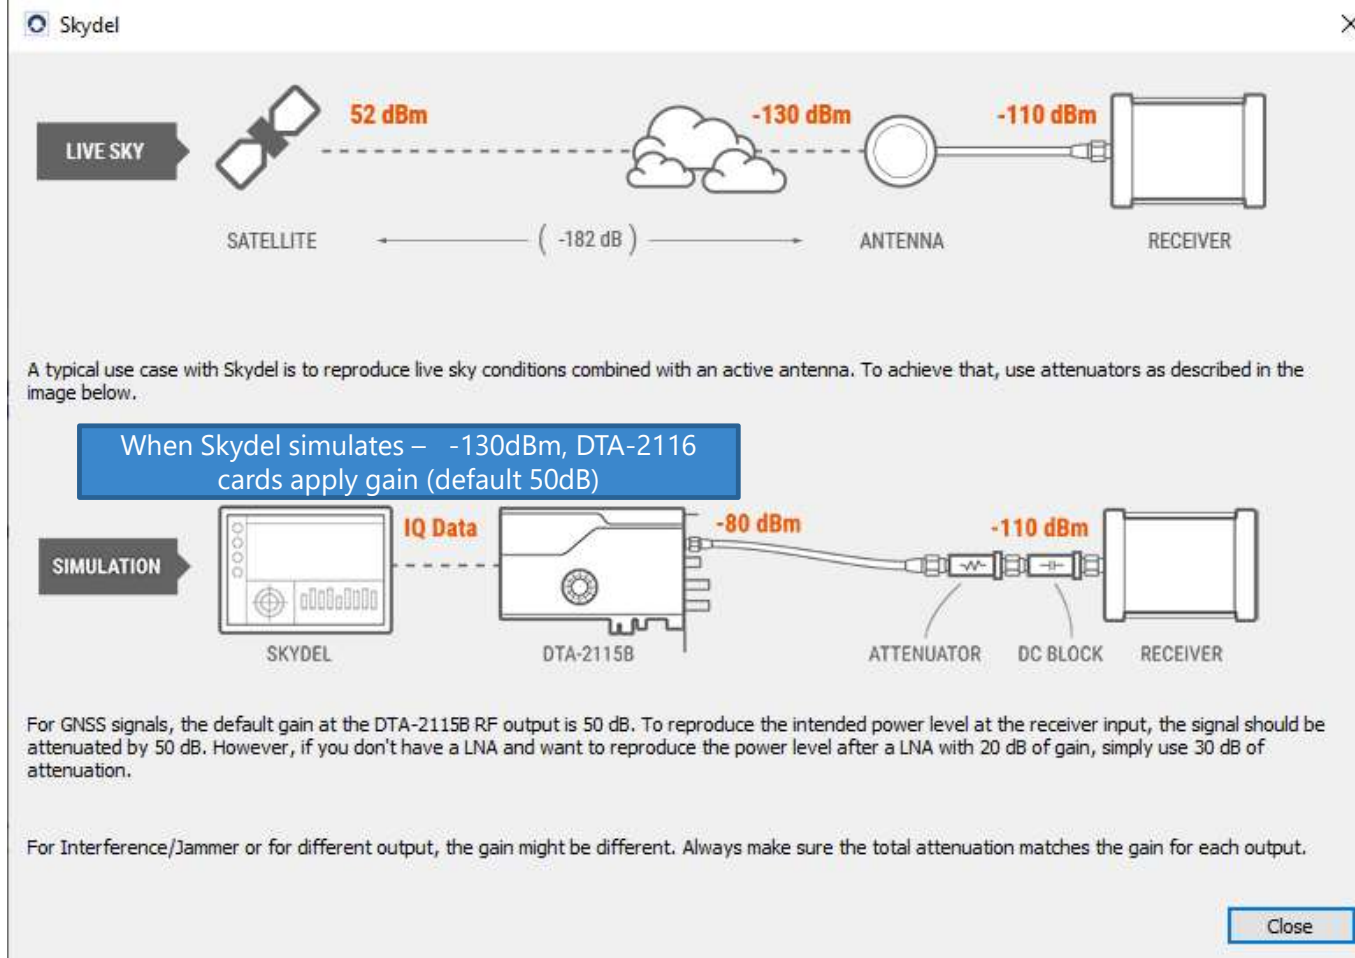 Skydel
52 dBm
-130 dBm
-110 dBm
LIVE SKY
SATELLITE
( -182 dB )
ANTENNA
RECEIVER
A typical use case with Skydel is to reproduce live sky conditions combined with an active antenna. To achieve that, use attenuators as described in the
image below.
When Skydel simulates –   -130dBm, DTA-2116
cards apply gain (default 50dB)
IQ Data
-80 dBm
-110 dBm
SIMULATION
SKYDEL
DTA-2115B
ATTENUATOR
DC BLOCK
RECEIVER
For GNSS signals, the default gain at the DTA-2115B RF output is 50 dB. To reproduce the intended power level at the receiver input, the signal should be
attenuated by 50 dB. However, if you don't have a LNA and want to reproduce the power level after a LNA with 20 dB of gain, simply use 30 dB of
attenuation.
For Interference/Jammer or for different output, the gain might be different. Always make sure the total attenuation matches the gain for each output.
Close